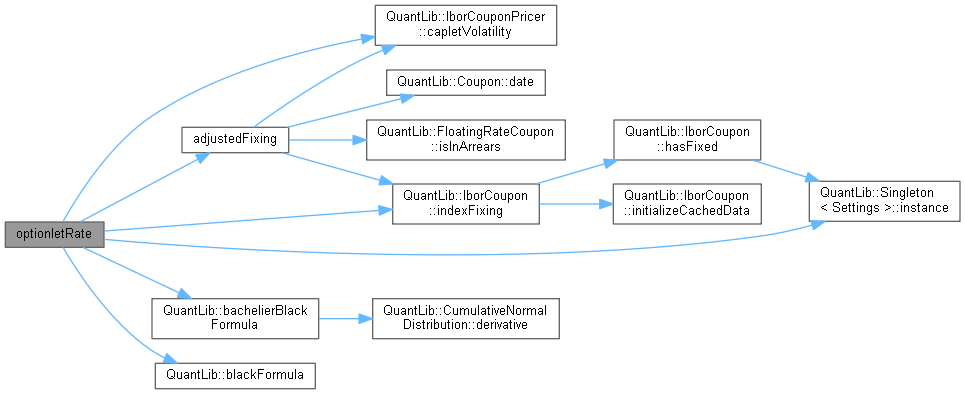 QuantLib::IborCouponPricer
::capletVolatility
QuantLib::Coupon::date
adjustedFixing
QuantLib::FloatingRateCoupon
::isInArrears
QuantLib::IborCoupon
::hasFixed
QuantLib::IborCoupon
::indexFixing
QuantLib::IborCoupon
::initializeCachedData
QuantLib::Singleton
< Settings >::instance
optionletRate
QuantLib::bachelierBlack
Formula
QuantLib::CumulativeNormal
Distribution::derivative
QuantLib::blackFormula